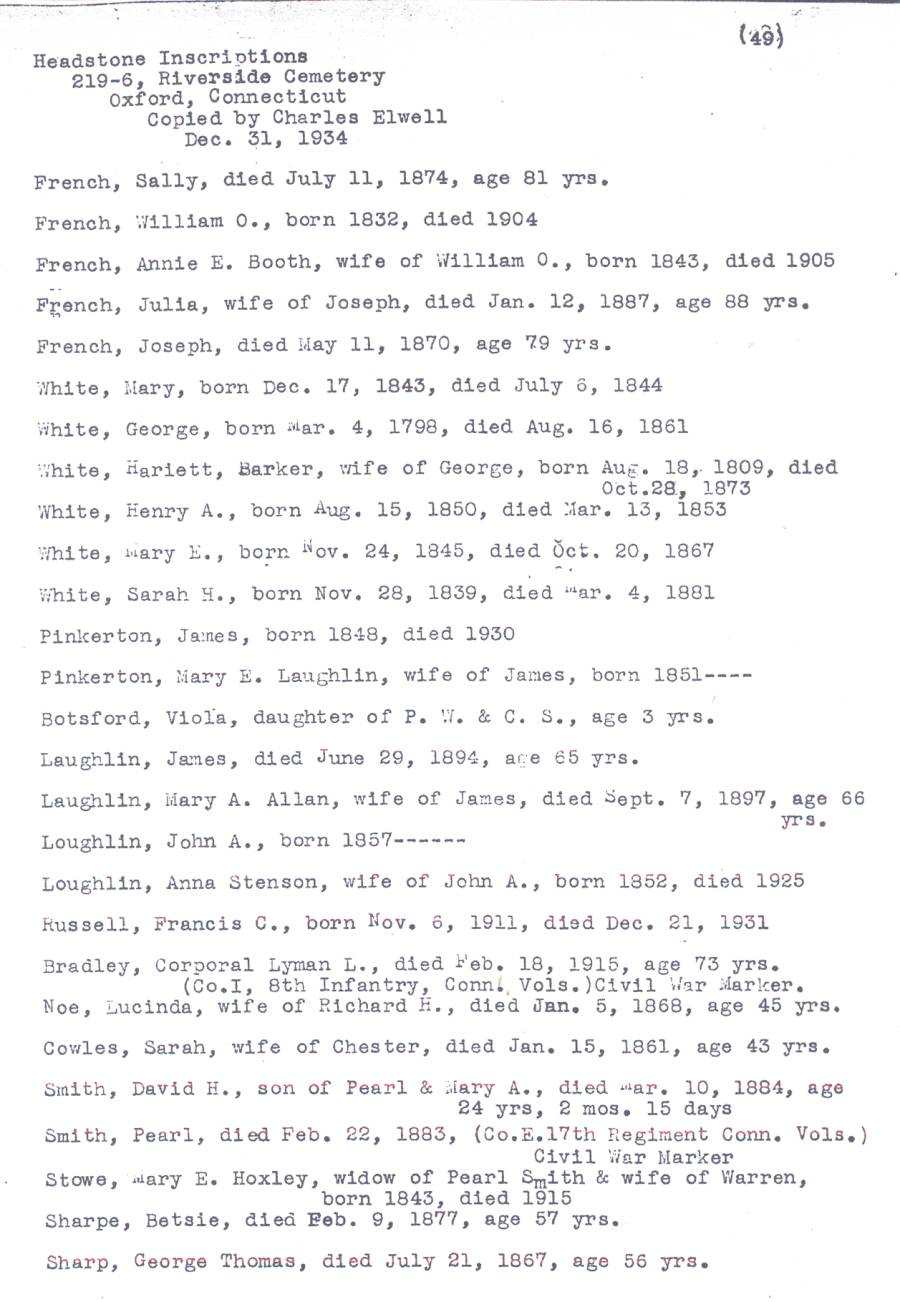 (49)
Headstone Inscriptions
219-6, Riverside Cemetery
Oxford, Connecticut
Copied by Charles Elwell
Dec. 31, 1934
French, Sally, died July 11, 1874, age 81 yrs.
French, William O., born 1832, died 1904
French, Annie E. Booth, wife of William O., born 1843, died 1905
French, Julia, wife of Joseph, died Jan. 12, 1887, age 88 yrs.
French, Joseph, died May 11, 1870, age 79 yrs.
White, Mary, born Dec. 17, 1843, died July 6, 1844
White, George, born Mar. 4, 1798, died Aug. 16, 1861
White, Hariett, Barker, wife of George, born Aug. 18, 1809, died
Oct.28, 1873
White, Henry A., born Aug. 15, 1850, died Mar. 13, 1853
White, Mary E., born Nov. 24, 1845, died Oct. 20, 1867
White, Sarah H., born Nov. 28, 1839, died Mar. 4, 1881
Pinkerton, James, born 1848, died 1930
Pinkerton, Mary E. Laughlin, wife of James, born 1851----
Botsford, Viola, daughter of P. W. & C. S., age 3 yrs.
Laughlin, James, died June 29, 1894, age 65 yrs.
Laughlin, Mary A. Allan, wife of James, died Sept. 7, 1897, age 66
yrs.
Loughlin, John A., born 1857------
Loughlin, Anna Stenson, wife of John A., born 1852, died 1925
Russell, Francis C., born Nov. 6, 1911, died Dec. 21, 1931
Bradley, Corporal Lyman L., died Feb. 18, 1915, age 73 yrs.
(Co.I, 8th Infantry, Conn. Vols.)Civil War Marker.
Noe, Lucinda, wife of Richard H., died Jan. 5, 1868, age 45 yrs.
Cowles, Sarah, wife of Chester, died Jan. 15, 1861, age 43 yrs.
Smith, David H., son of Pearl & Mary A., died Mar. 10, 1884, age
24 yrs, 2 mos. 15 days
Smith, Pearl, died Feb. 22, 1883, (Co.E.17th Regiment Conn. Vols.)
Civil War Marker
Stowe, Mary E. Hoxley, widow of Pearl Smith & wife of Warren,
born 1843, died 1915
Sharpe, Betsie, died Feb. 9, 1877, age 57 yrs.
Sharp, George Thomas, died July 21, 1867, age 56 yrs.